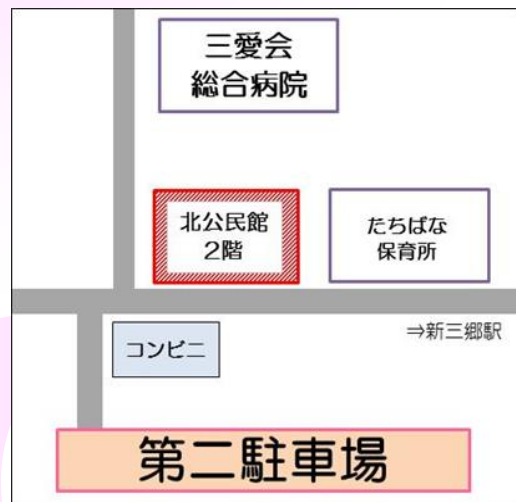 三愛会
総合病院
北公民館
2階
たちばな
保育所
コンビニ
⇒新三郷駅
第二駐車場